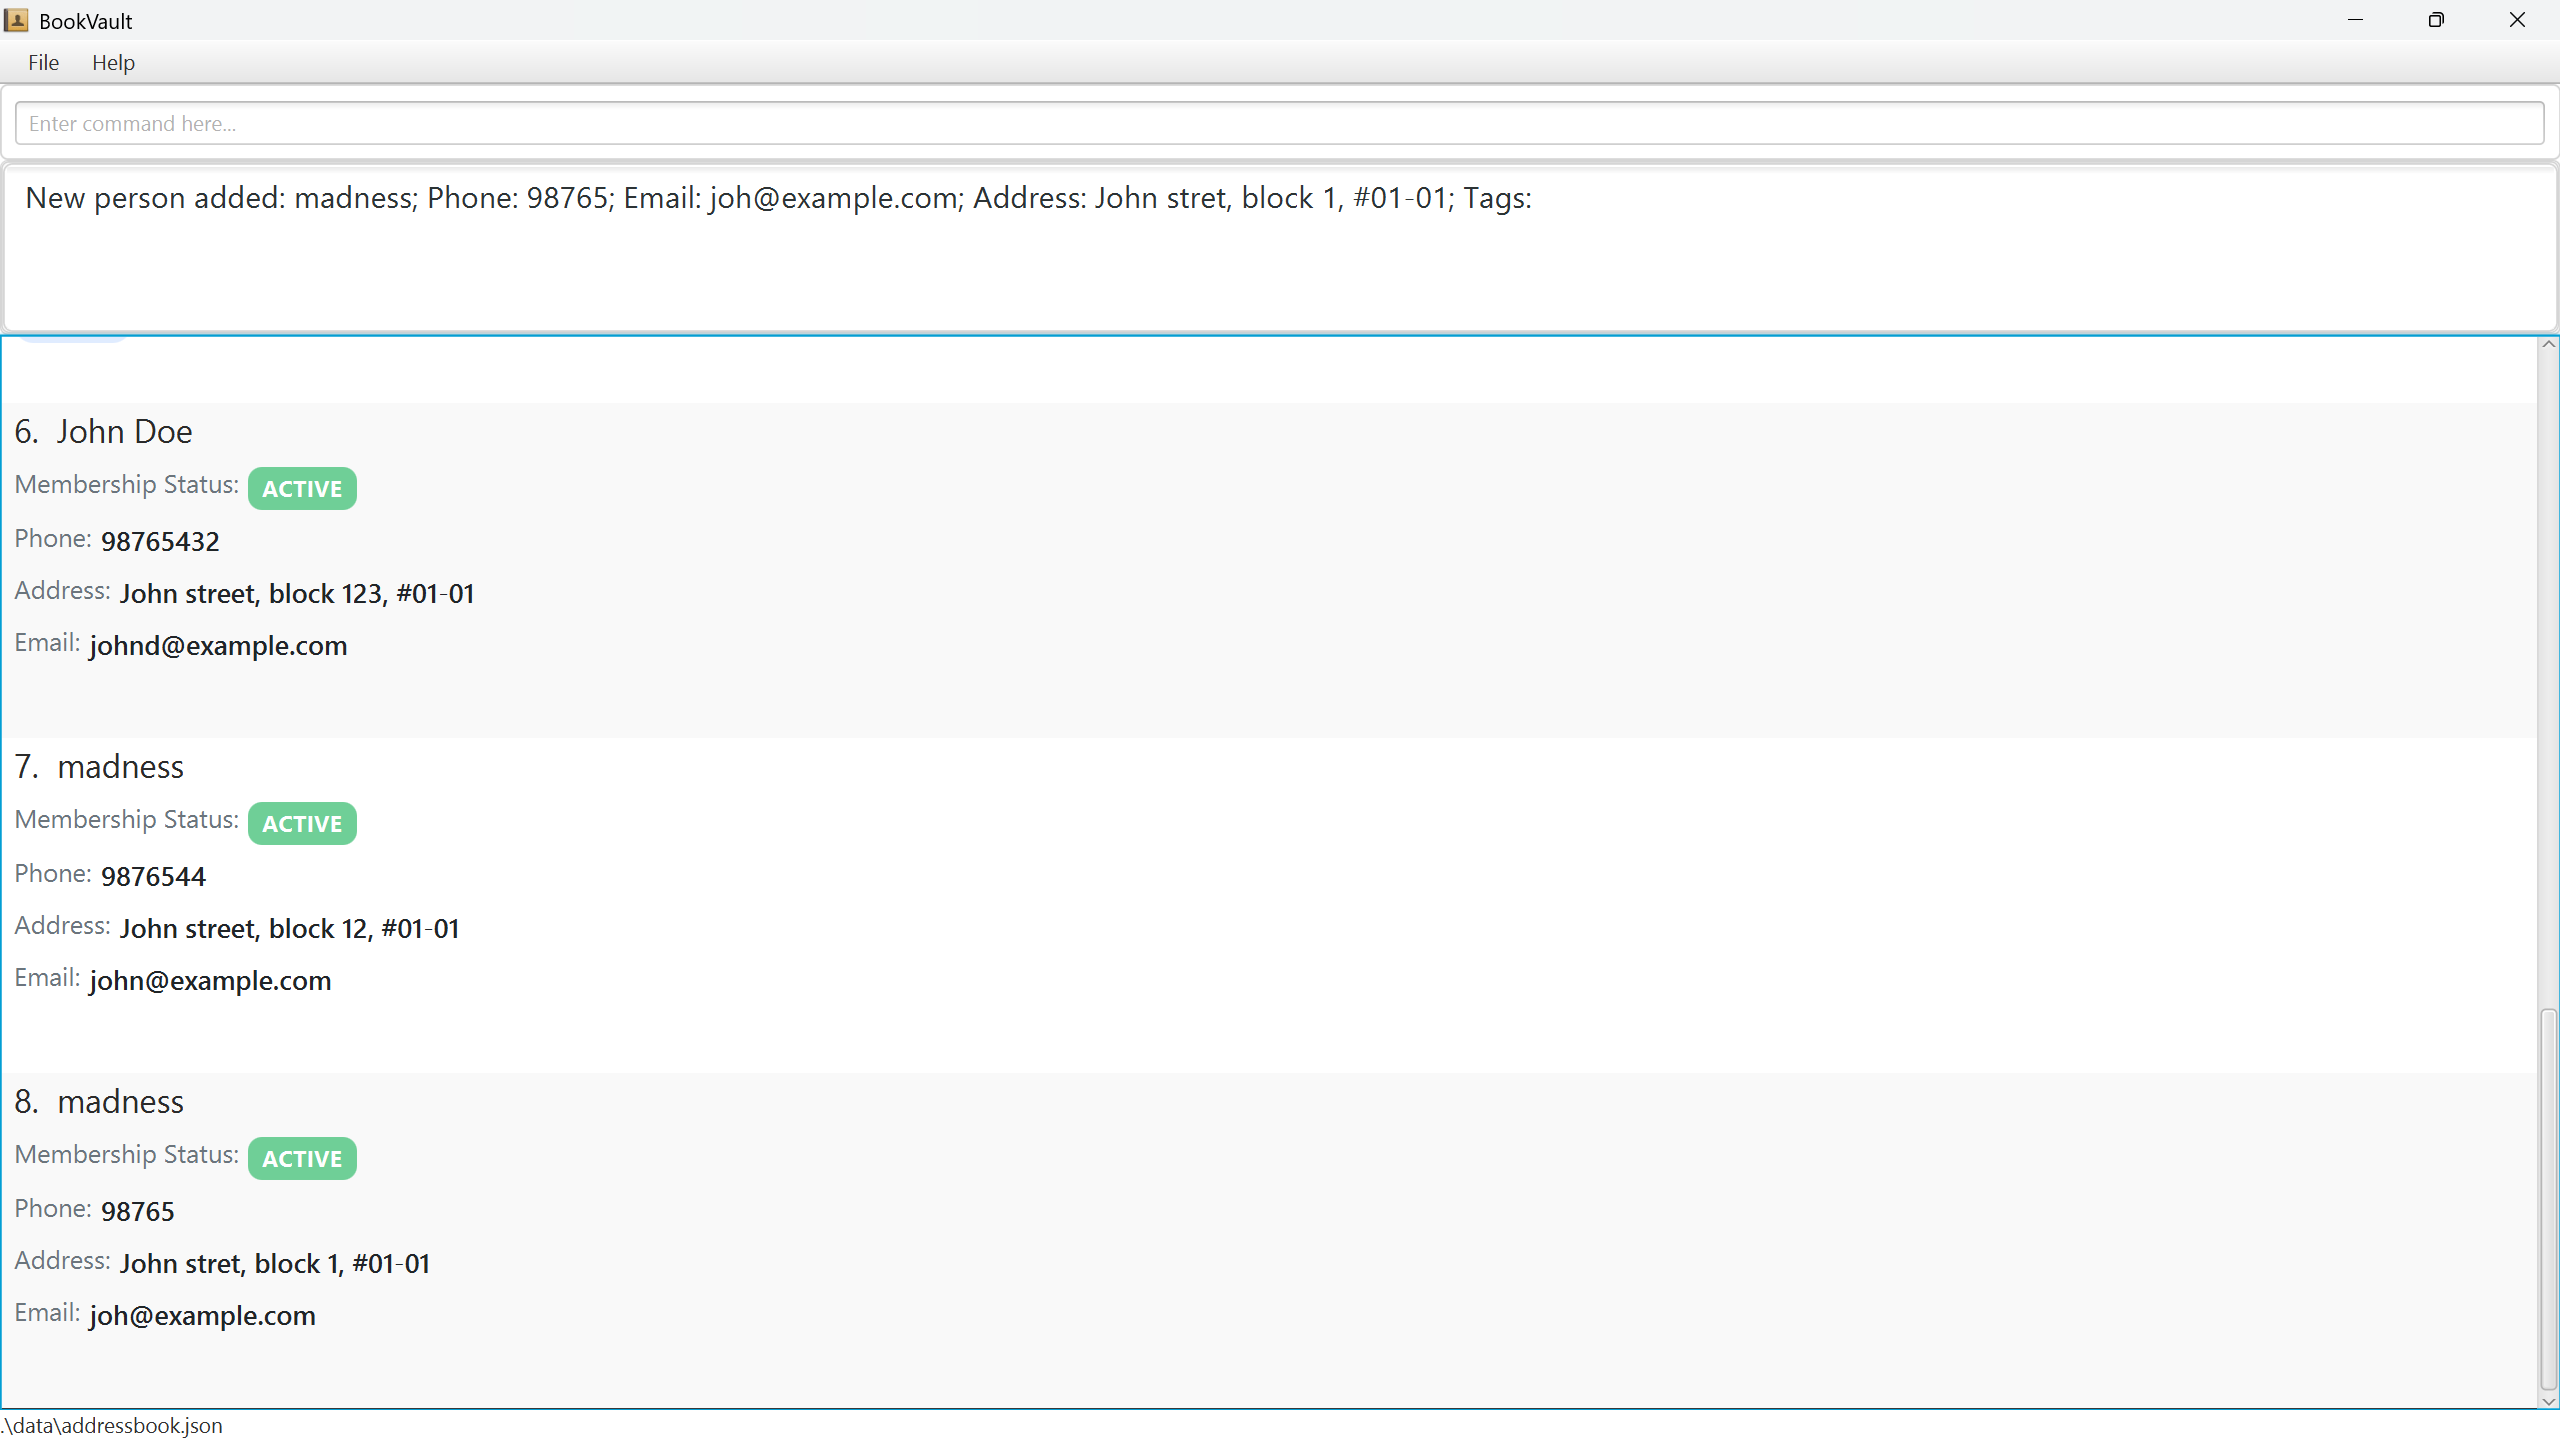 BookVault
File Help
Enter command here...
New person added: madness; Phone: 98765; Email: joh@example.com; Address: John stret, block 1, #01-01; Tags:
6. John Doe
Membership Status: ACTIVE
Phone: 98765432
Address: John street, block 123, #01-01
Email: johnd@example.com
7. madness
Membership Status: ACTIVE
Phone: 9876544
Address: John street, block 12, #01-01
Email: john@example.com
8. madness
Membership Status: ACTIVE
Phone: 98765
Address: John stret, block 1, #01-01
Email: joh@example.com
.\data\addressbook.json